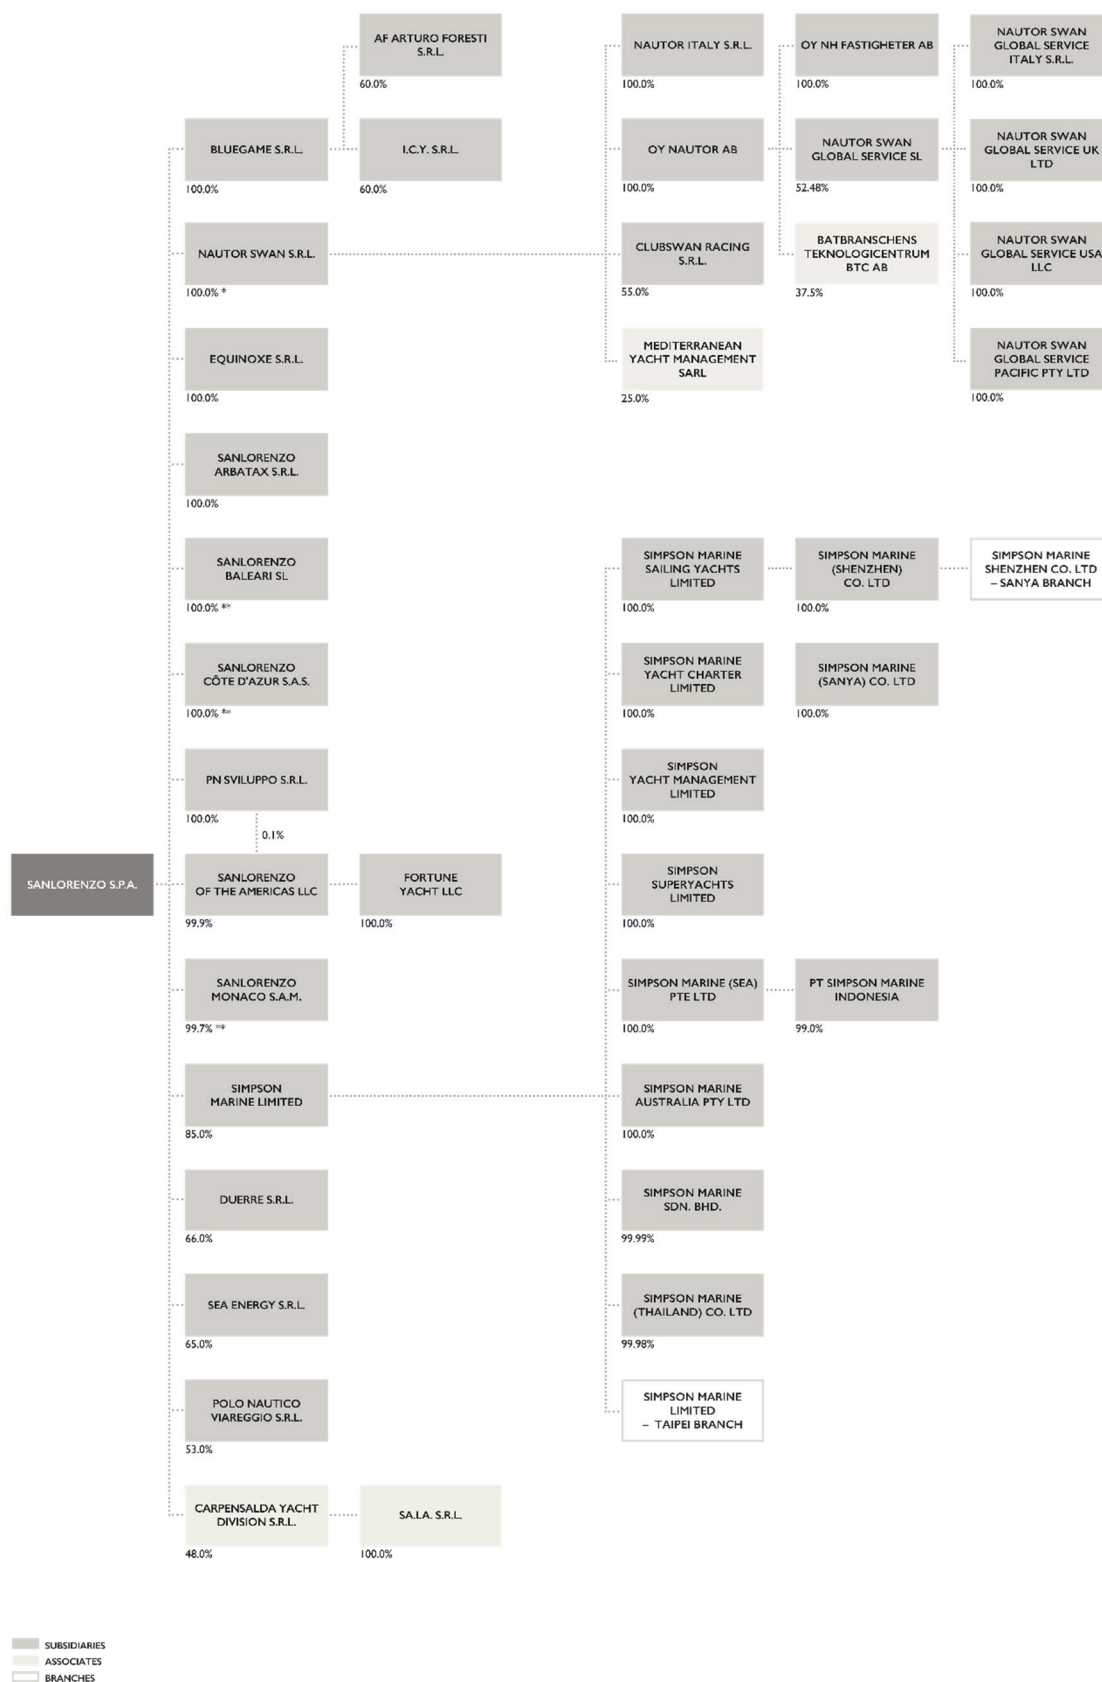 AF ARTURO FORESTI
S.R.L.
60.0%
NAUTOR ITALY S.R.L.
100.0%
OY NH FASTIGHETER AB
100.0%
NAUTOR SWAN
GLOBAL SERVICE
ITALY S.R.L.
100.0%
BLUEGAME S.R.L.
100.0%
I.C.Y. S.R.L.
60.0%
OY NAUTOR AB
100.0%
NAUTOR SWAN
GLOBAL SERVICE SL
52.48%
NAUTOR SWAN
GLOBAL SERVICE UK
LTD
100.0%
NAUTOR SWAN S.R.L.
100.0% *
CLUBSWAN RACING
S.R.L.
55.0%
BATBRANSCHENS
TEKNOLOGICENTRUM
BTC AB
37.5%
NAUTOR SWAN
GLOBAL SERVICE USA
LLC
100.0%
EQUINOXE S.R.L.
100.0%
MEDITERRANEAN
YACHT MANAGEMENT
SARL
25.0%
NAUTOR SWAN
GLOBAL SERVICE
PACIFIC PTY LTD
100.0%
SANLORENZO
ARBATAX S.R.L.
100.0%
SANLORENZO
BALEARI SL
100.0% **
SIMPSON MARINE
SAILING YACHTS
LIMITED
100.0%
SIMPSON MARINE
(SHENZHEN)
CO. LTD
100.0%
SIMPSON MARINE
SHENZHEN CO. LTD
– SANYA BRANCH
SANLORENZO
CÔTE D'AZUR S.A.S.
100.0% **
SIMPSON MARINE
YACHT CHARTER
LIMITED
100.0%
SIMPSON MARINE
(SANYA) CO. LTD
100.0%
PN SVILUPPO S.R.L.
100.0%
0.1%
SIMPSON
YACHT MANAGEMENT
LIMITED
100.0%
SANLORENZO S.P.A.
SANLORENZO
OF THE AMERICAS LLC
99.9%
FORTUNE
YACHT LLC
100.0%
SIMPSON
SUPERYACHTS
LIMITED
100.0%
SANLORENZO
MONACO S.A.M.
99.7% **
SIMPSON MARINE (SEA)
PTE LTD
100.0%
PT SIMPSON MARINE
INDONESIA
99.0%
SIMPSON
MARINE LIMITED
85.0%
SIMPSON MARINE
AUSTRALIA PTY LTD
100.0%
DUERRE S.R.L.
66.0%
SIMPSON MARINE
SDN. BHD.
99.99%
SEA ENERGY S.R.L.
65.0%
SIMPSON MARINE
(THAILAND) CO. LTD
99.98%
POLO NAUTICO
VIAREGGIO S.R.L.
53.0%
SIMPSON MARINE
LIMITED
– TAIPEI BRANCH
CARPENSALDA YACHT
DIVISION S.R.L.
48.0%
SA.LA. S.R.L.
100.0%
SUBSIDIARIES
ASSOCIATES
BRANCHES